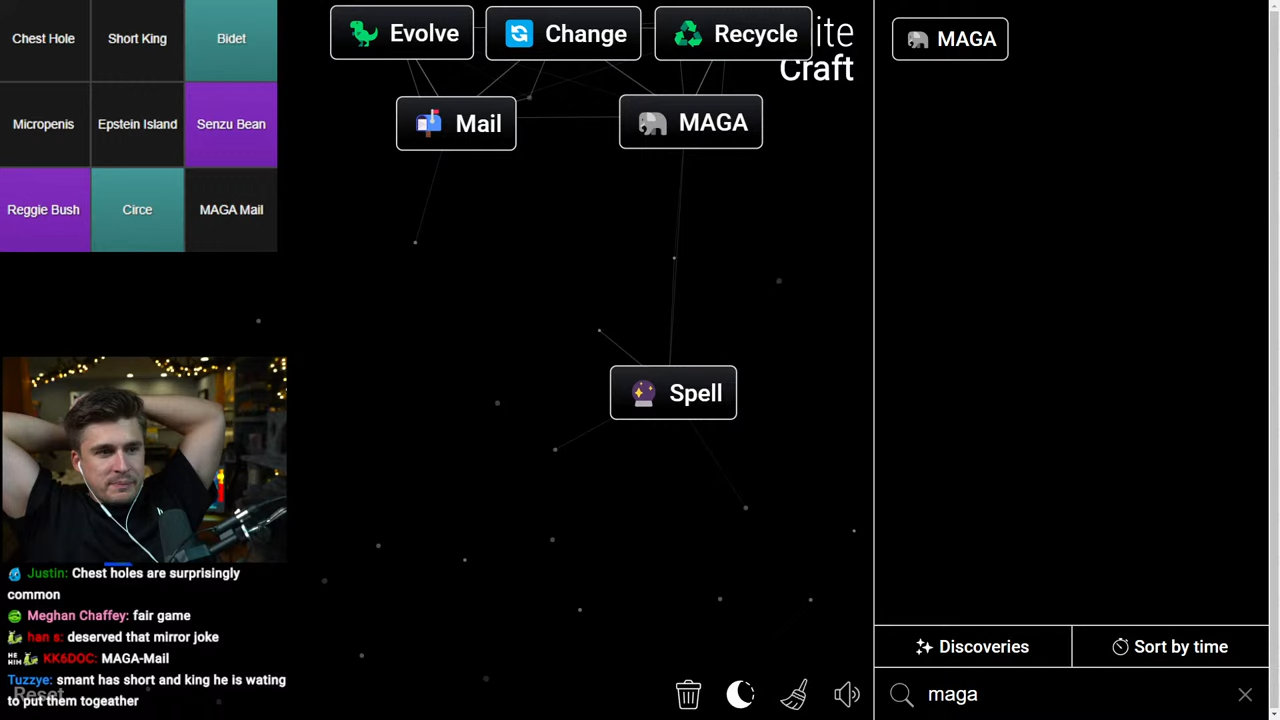 Chest Hole Short King Bidet
Micropenis Epstein Island Senzu Bean
Reggie Bush Circe MAGA Mail
Evolve Change Recycle
ite
Craft
Mail MAGA
Spell
MAGA
Justin: Chest holes are surprisingly
common
Meghan Chaffey: fair game
han s: deserved that mirror joke
HE HIM KK6DOC: MAGA-Mail
Tuzzye: smant has short and king he is wating
to put them togeather
Reset
Discoveries Sort by time
maga